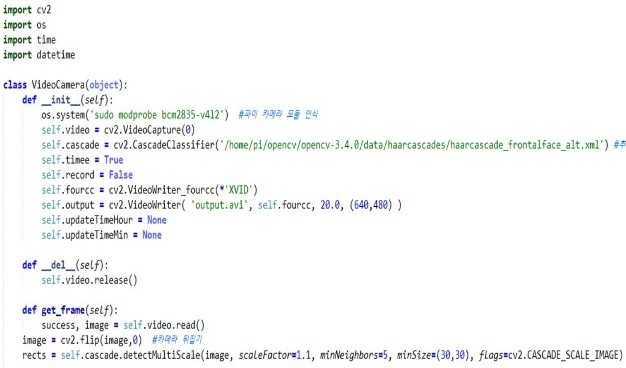 import cv2
import os
import time
import datetime
class VideoCamera(object):
def __init__(self):
os.system('sudo modprobe bcm2835-v4l2') #파이 카메라 모듈 인식
self.video = cv2.VideoCapture(0)
self.cascade = cv2.CascadeClassifier('/home/pi/opencv/opencv-3.4.0/data/haarcascades/haarcascade_frontalface_alt.xml') #추
self.timee = True
self.record = False
self.fourcc = cv2.VideoWriter_fourcc(*'XVID')
self.output = cv2.VideoWriter( 'output.avi', self.fourcc, 20.0, (640,480) )
self.updateTimeHour = None
self.updateTimeMin = None
def __del__(self):
self.video.release()
def get_frame(self):
success, image = self.video.read()
image = cv2.flip(image,0) #카메라 뒤집기
rects = self.cascade.detectMultiScale(image, scaleFactor=1.1, minNeighbors=5, minSize=(30,30), flags=cv2.CASCADE_SCALE_IMAGE)